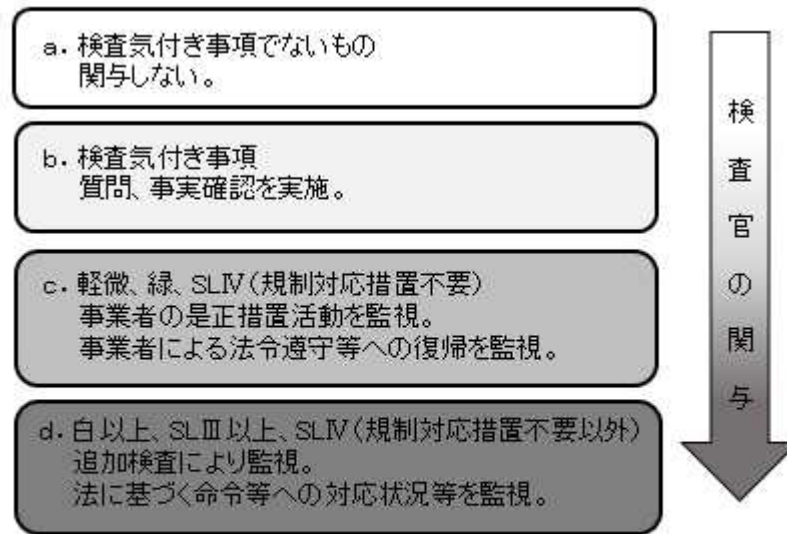 a．検査気付き事項でないもの
関与しない。
b．検査気付き事項
質問、事実確認を実施。
c．軽微、緑、SLⅣ（規制対応措置不要）
事業者の是正措置活動を監視。
事業者による法令遵守等への復帰を監視。
d．白以上、SLⅢ以上、SLⅣ（規制対応措置不要以外）
追加検査により監視。
法に基づく命令等への対応状況等を監視。
検査官の関与